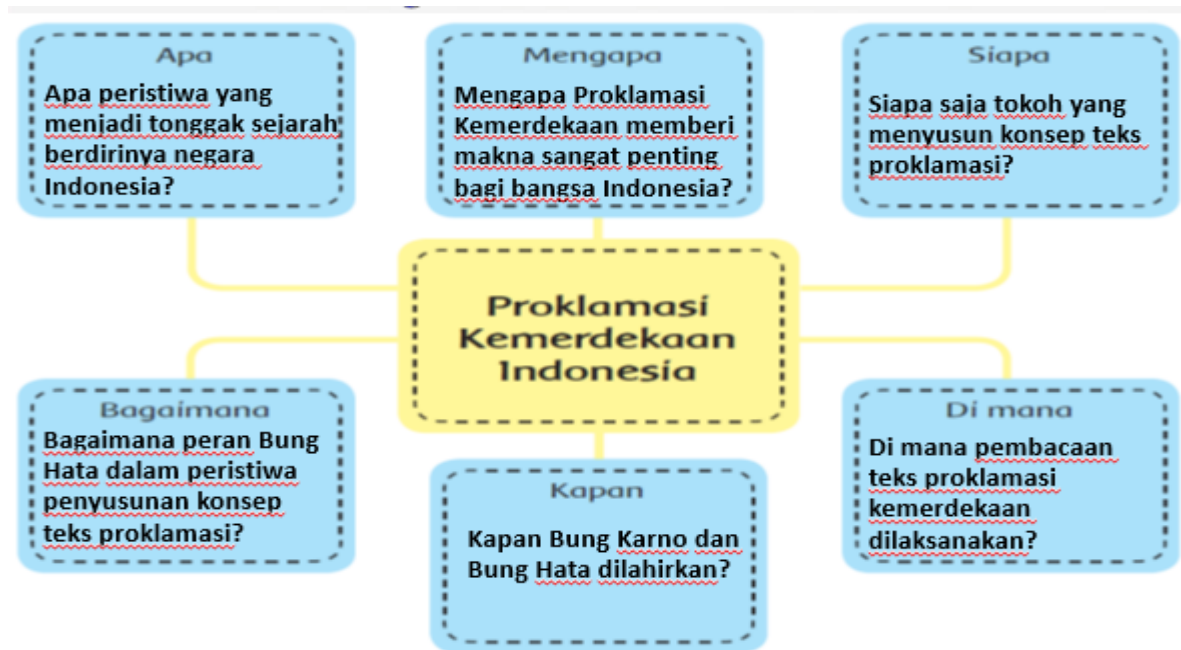 Apa
Apa peristiwa yang
menjadi tonggak sejarah
berdirinya negara
Indonesia?
Mengapa
Mengapa Proklamasi
Kemerdekaan memberi
makna sangat penting
bagi bangsa Indonesia?
Siapa
Siapa saja tokoh yang
menyusun konsep teks
proklamasi?
Proklamasi
Kemerdekaan
Indonesia
Bagaimana
Bagaimana peran Bung
Hata dalam peristiwa
penyusunan konsep
teks proklamasi?
Kapan
Kapan Bung Karno dan
Bung Hata dilahirkan?
Di mana
Di mana pembacaan
teks proklamasi
kemerdekaan
dilaksanakan?